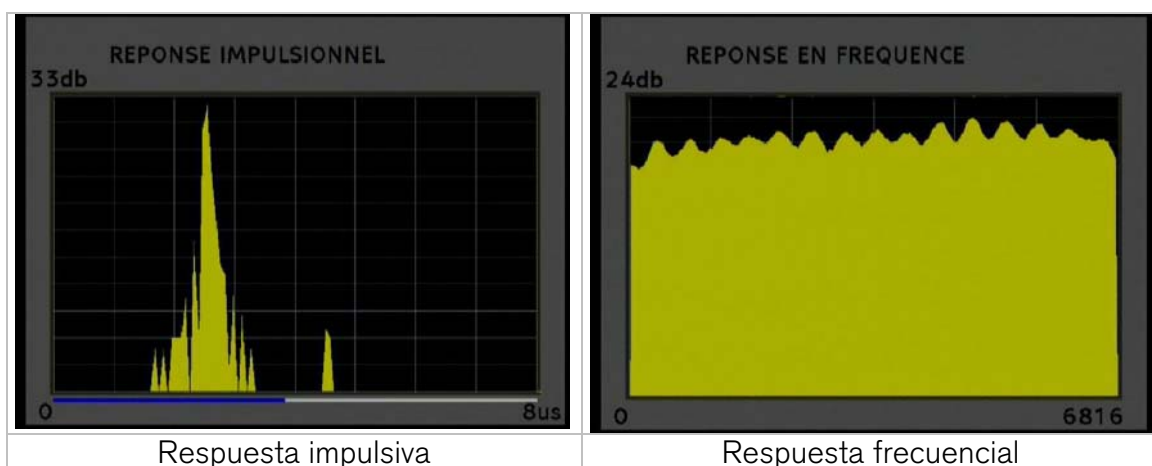 REPONSE IMPULSIONNEL
33db
0
8us
Respuesta impulsiva
REPONSE EN FREQUENCE
24db
0
6816
Respuesta frecuencial